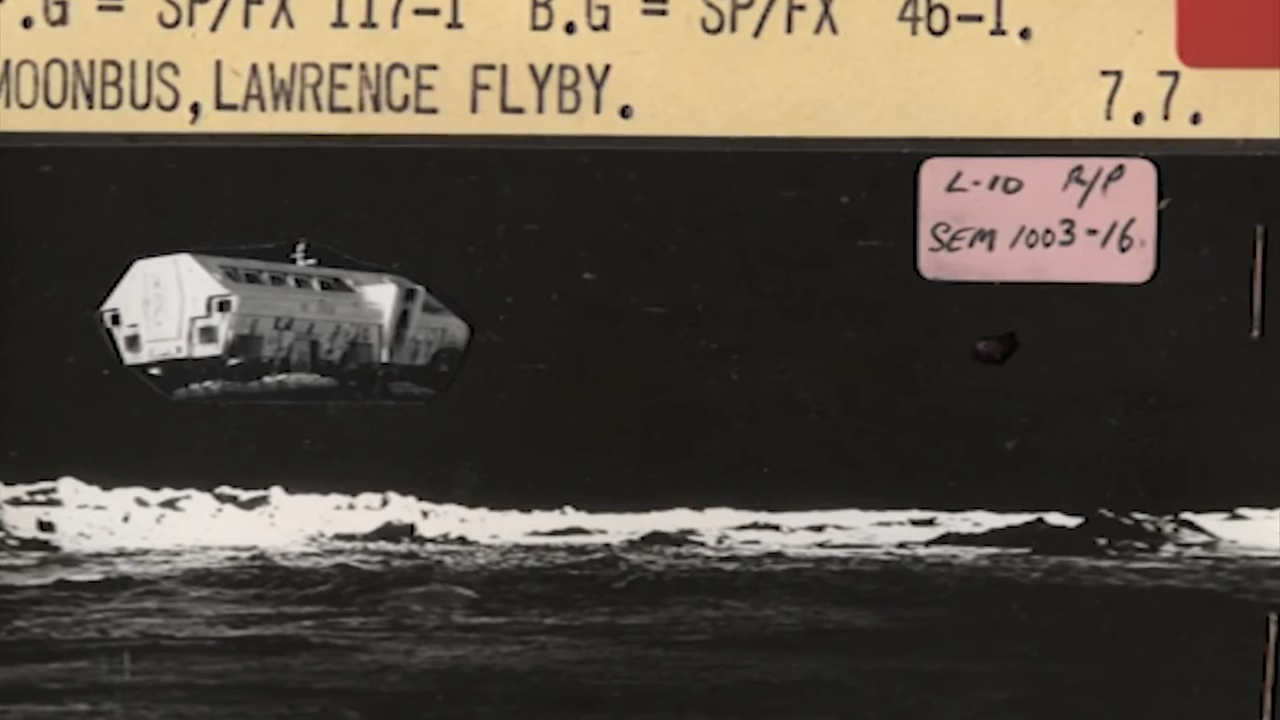 .G = SP/FX 117-1 B.G = SP/FX 46-1.
MOONBUS, LAWRENCE FLYBY. 7.7.
L-10 R/P
SEM 1003-16.